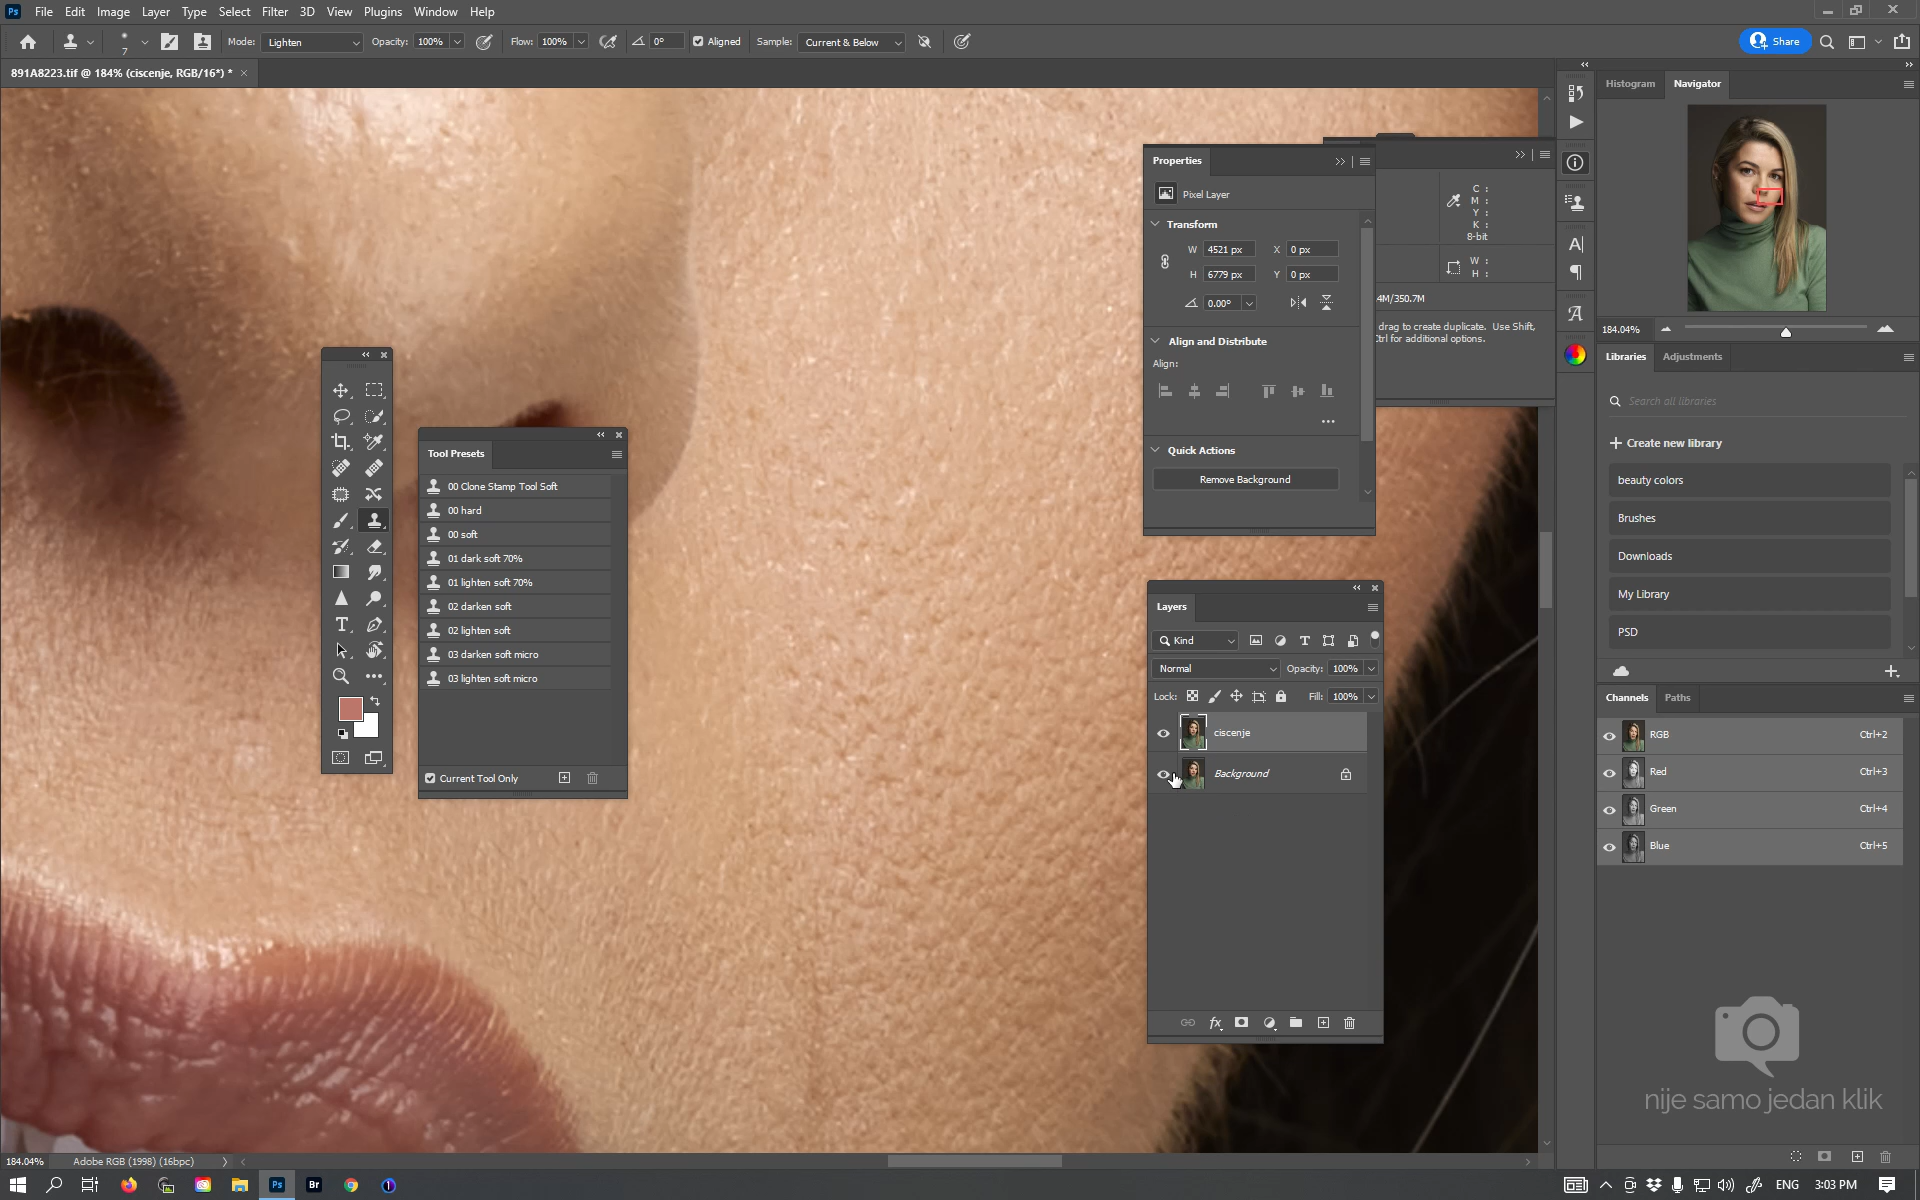 Ps File Edit Image Layer Type Select Filter 3D View Plugins Window Help
7 Mode: Lighten Opacity: 100% Flow: 100% 0° Aligned Sample: Current & Below Share
891A8223.tif @ 184% (ciscenje, RGB/16*) *
Histogram Navigator
Properties
Pixel Layer
Transform
W 4521 px X 0 px
H 6779 px Y 0 px
0.00°
Align and Distribute
Align:
Quick Actions
Remove Background
C :
M :
Y :
K :
8-bit
W :
H :
4M/350.7M
drag to create duplicate. Use Shift,
Ctrl for additional options.
184.04%
Libraries Adjustments
Search all libraries
Create new library
beauty colors
Brushes
Downloads
My Library
PSD
Tool Presets
00 Clone Stamp Tool Soft
00 hard
00 soft
01 dark soft 70%
01 lighten soft 70%
02 darken soft
02 lighten soft
03 darken soft micro
03 lighten soft micro
Current Tool Only
Layers
Kind
Normal Opacity: 100%
Lock: Fill: 100%
ciscenje
Background
fx
Channels Paths
RGB Ctrl+2
Red Ctrl+3
Green Ctrl+4
Blue Ctrl+5
nije samo jedan klik
184.04% Adobe RGB (1998) (16bpc)
Ps Br ENG 3:03 PM